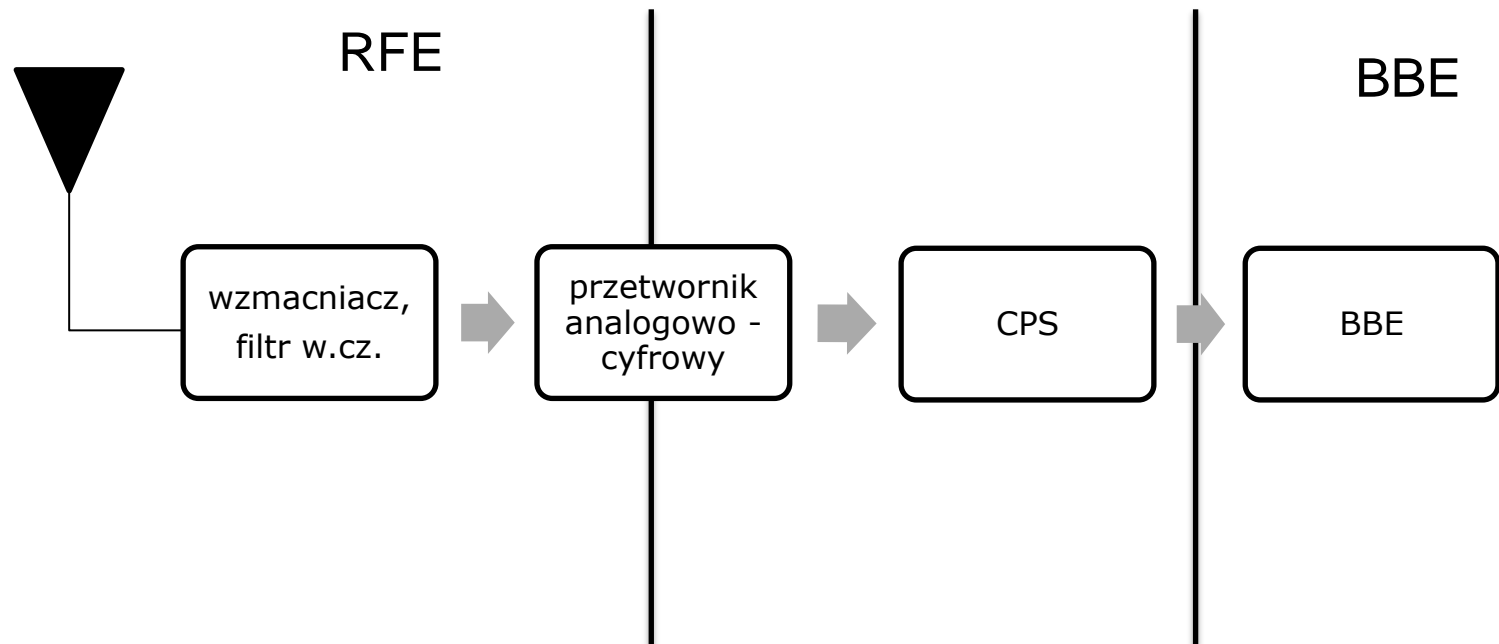 RFE
BBE
wzmacniacz,
filtr w.cz.
przetwornik
analogowo -
cyfrowy
CPS
BBE